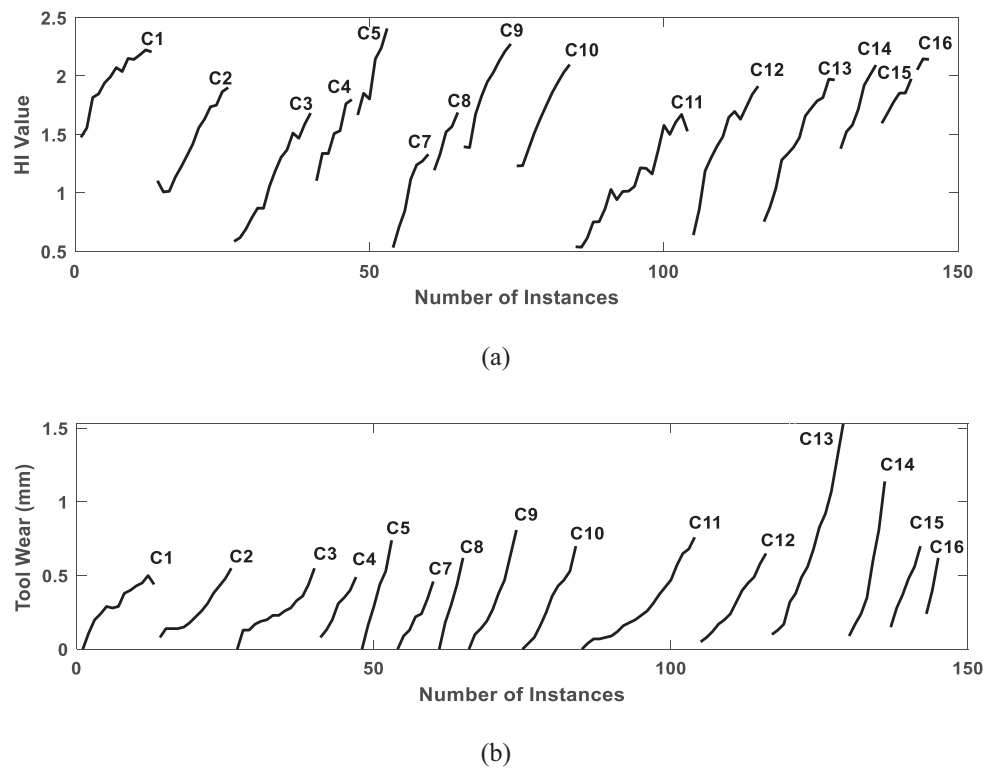 2.5
2
1.5
1
0.5
HI Value
C1
C2
C3
C4
C5
C7
C8
C9
C10
C11
C12
C13
C14
C15
C16
0
50
100
150
Number of Instances
(a)
1.5
1
0.5
0
Tool Wear (mm)
C1
C2
C3
C4
C5
C7
C8
C9
C10
C11
C12
C13
C14
C15
C16
0
50
100
150
Number of Instances
(b)